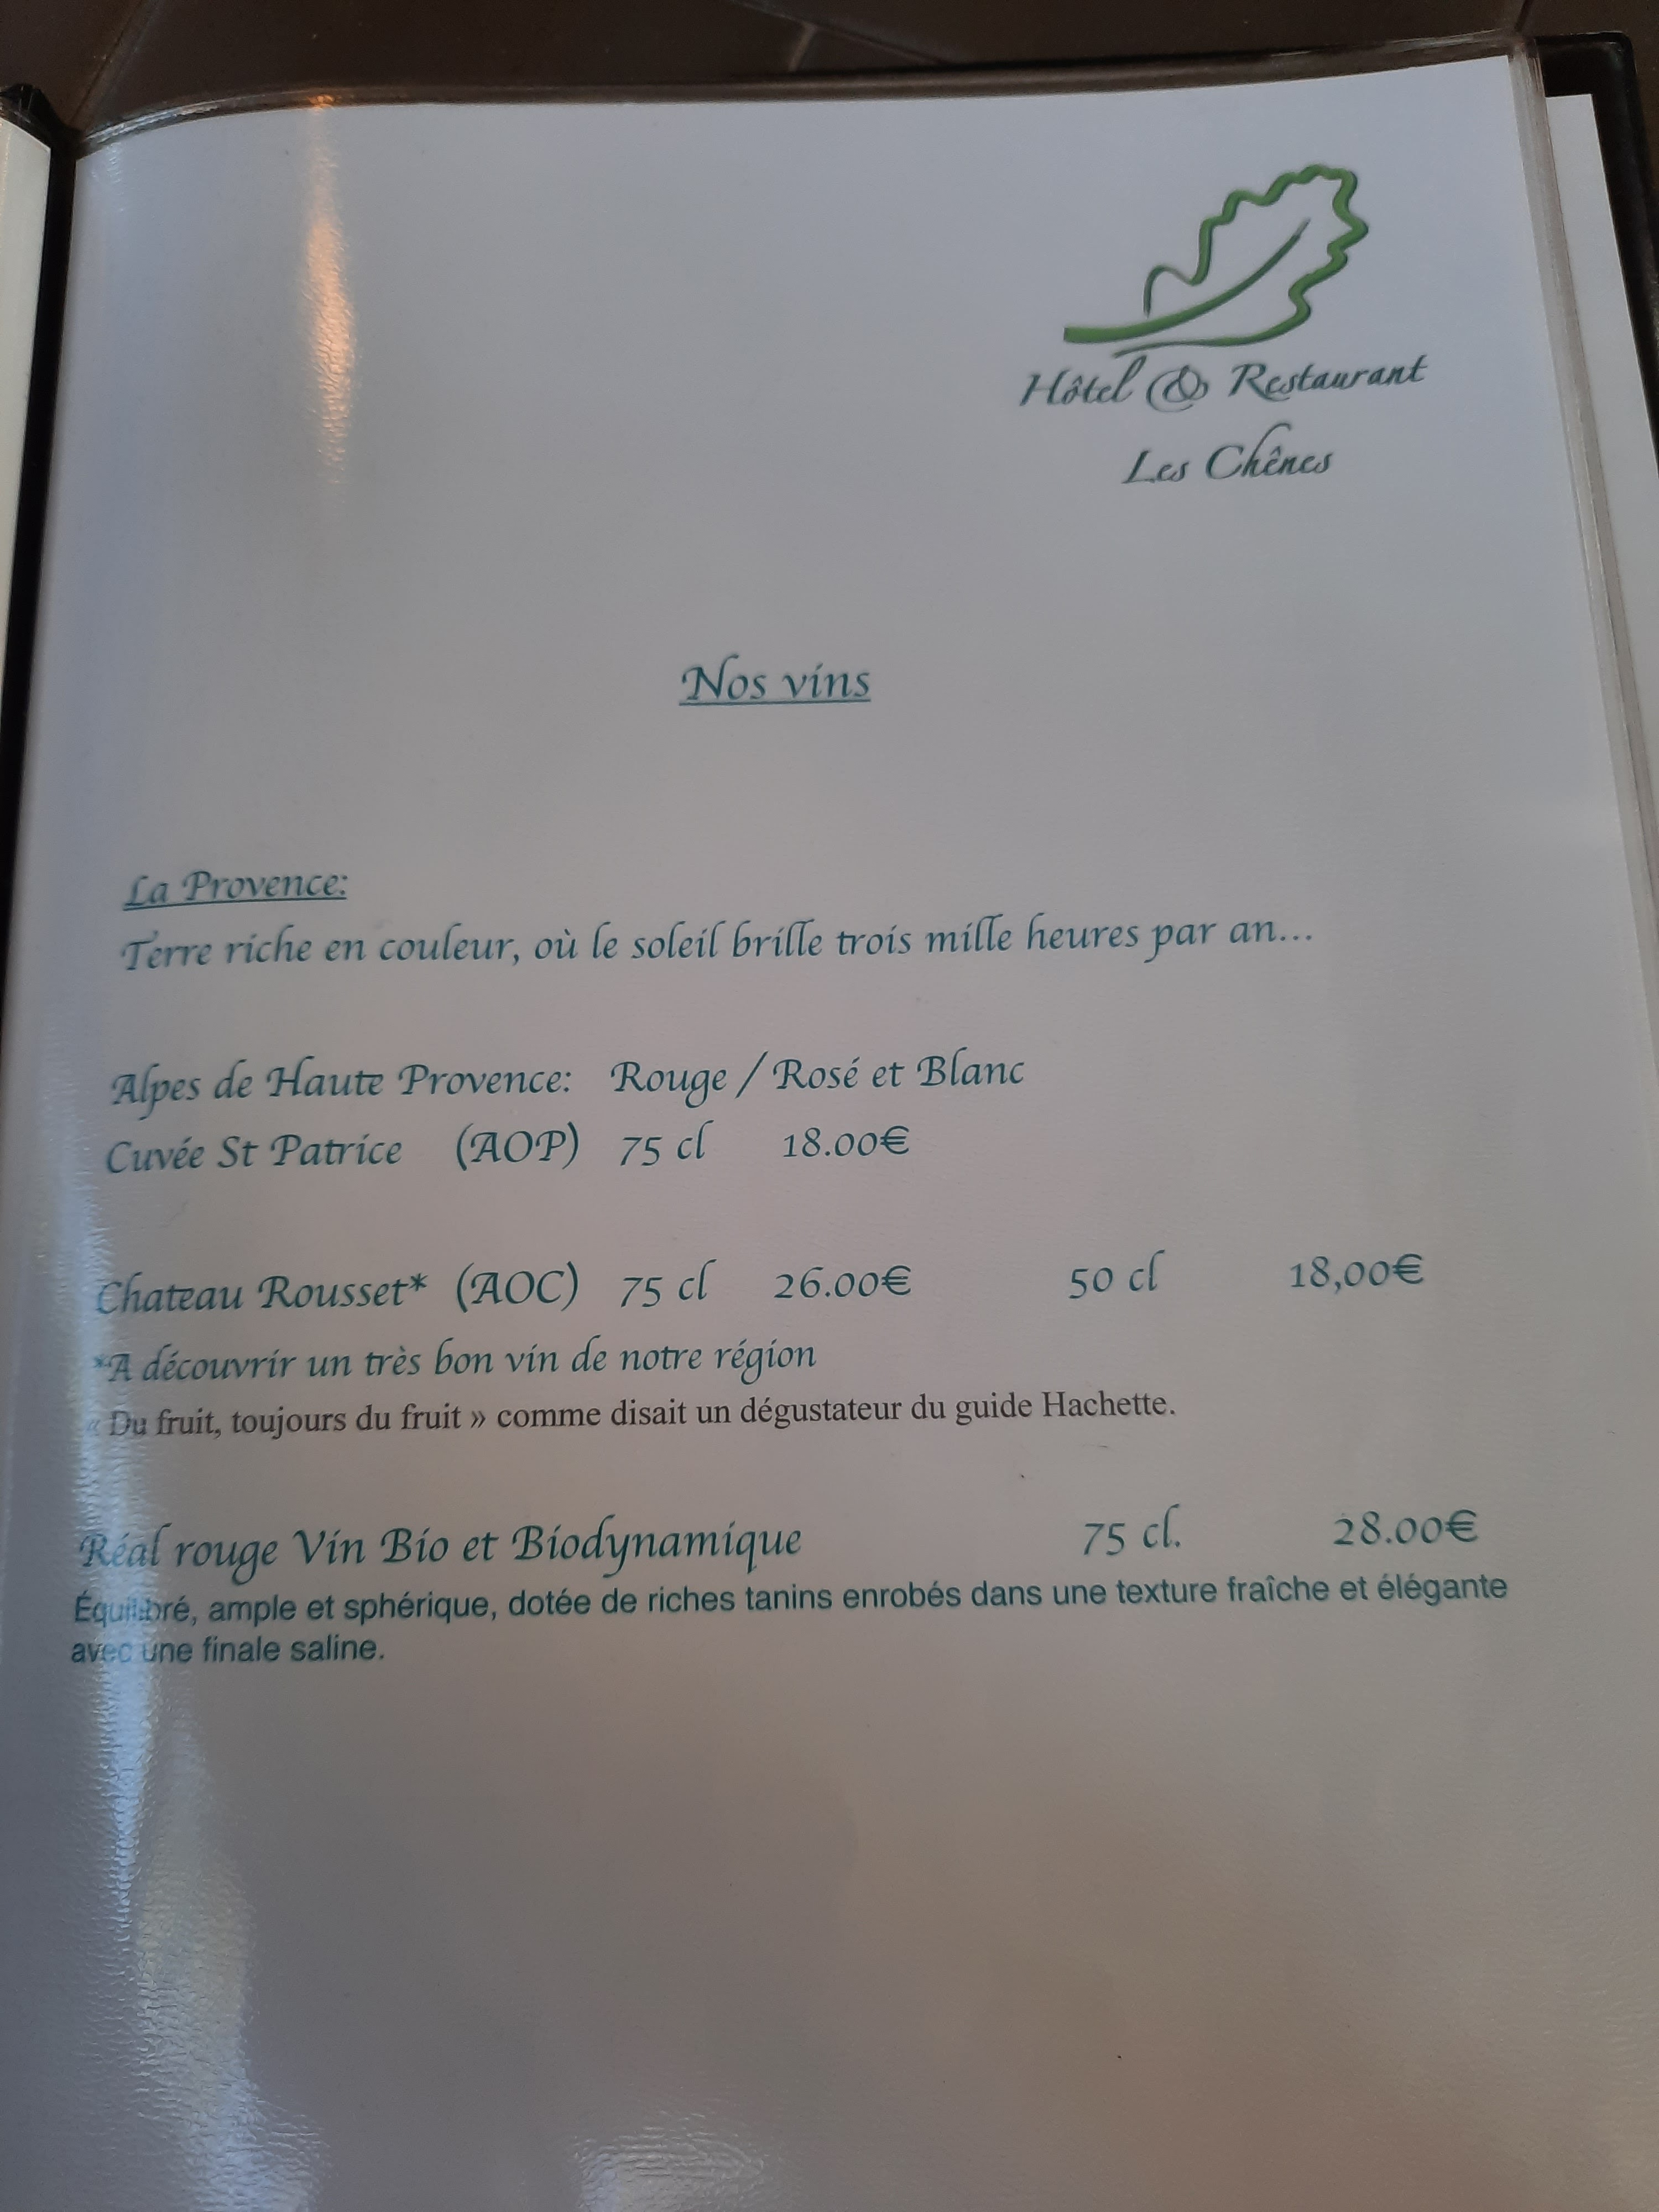 Hôtel & Restaurant
Les Chênes
Nos vins
La Provence:
Terre riche en couleur, où le soleil brille trois mille heures par an...
Alpes de Haute Provence: Rouge / Rosé et Blanc
Cuvée St Patrice (AOP) 75 cl 18.00€
Chateau Rousset* (AOC) 75 cl 26.00€ 50 cl 18,00€
*A découvrir un très bon vin de notre région
« Du fruit, toujours du fruit » comme disait un dégustateur du guide Hachette.
Réal rouge Vin Bio et Biodynamique 75 cl. 28.00€
Équilibré, ample et sphérique, dotée de riches tanins enrobés dans une texture fraîche et élégante
avec une finale saline.